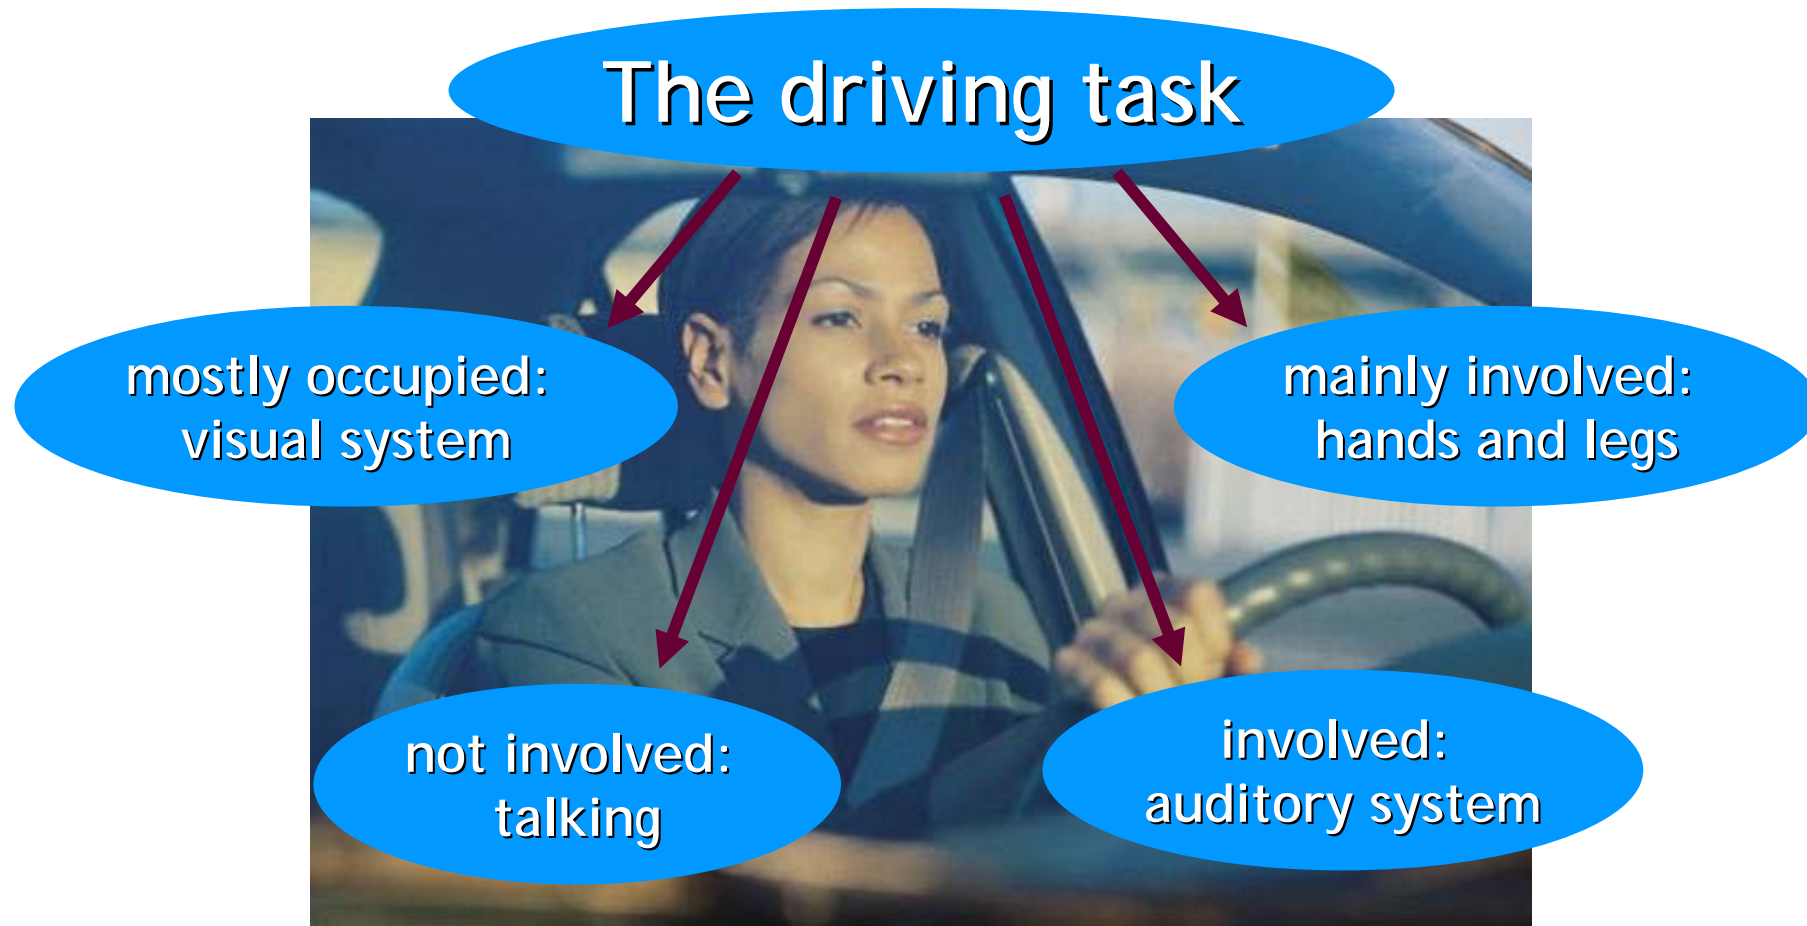 The driving task
mostly occupied:
visual system
mainly involved:
hands and legs
not involved:
talking
involved:
auditory system